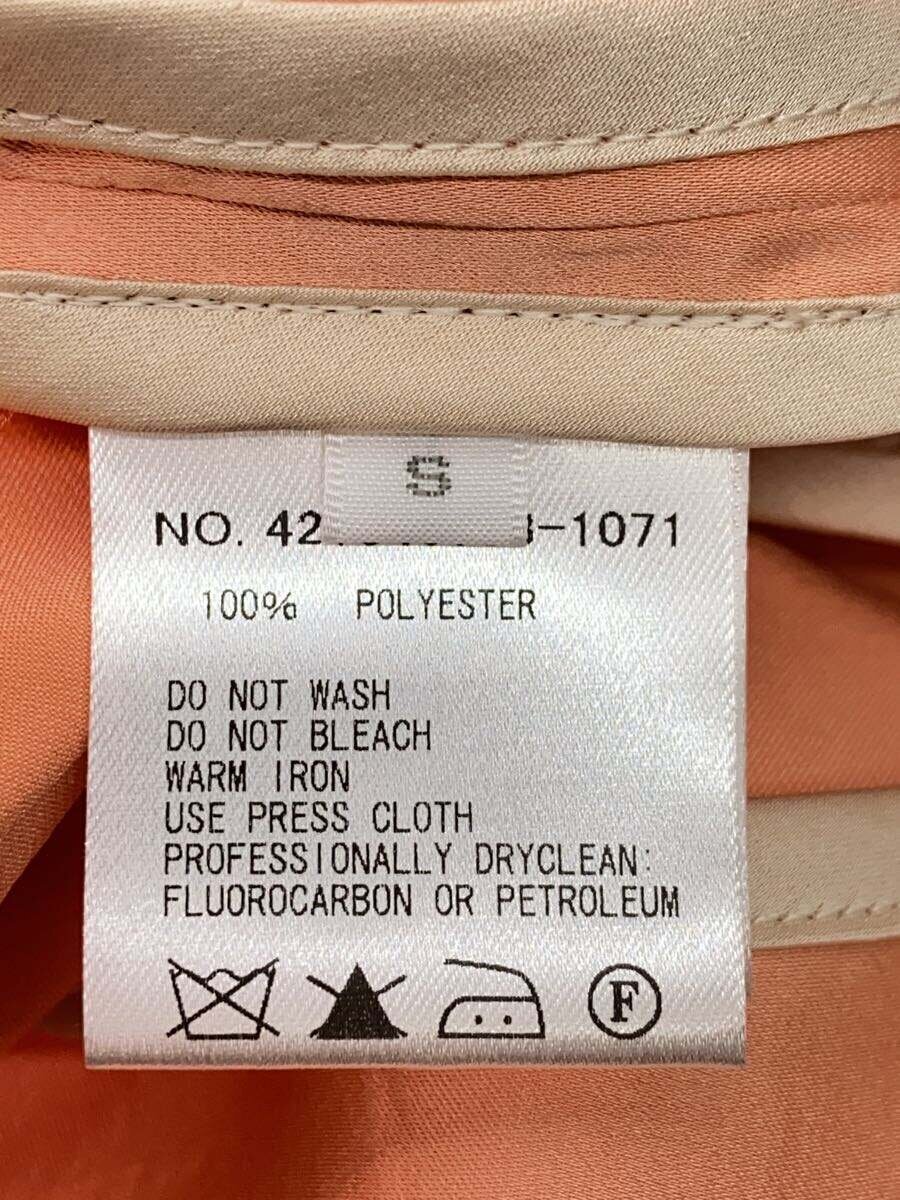 S
NO. 42 -1071
100% POLYESTER
DO NOT WASH
DO NOT BLEACH
WARM IRON
USE PRESS CLOTH
PROFESSIONALLY DRYCLEAN:
FLUOROCARBON OR PETROLEUM
F